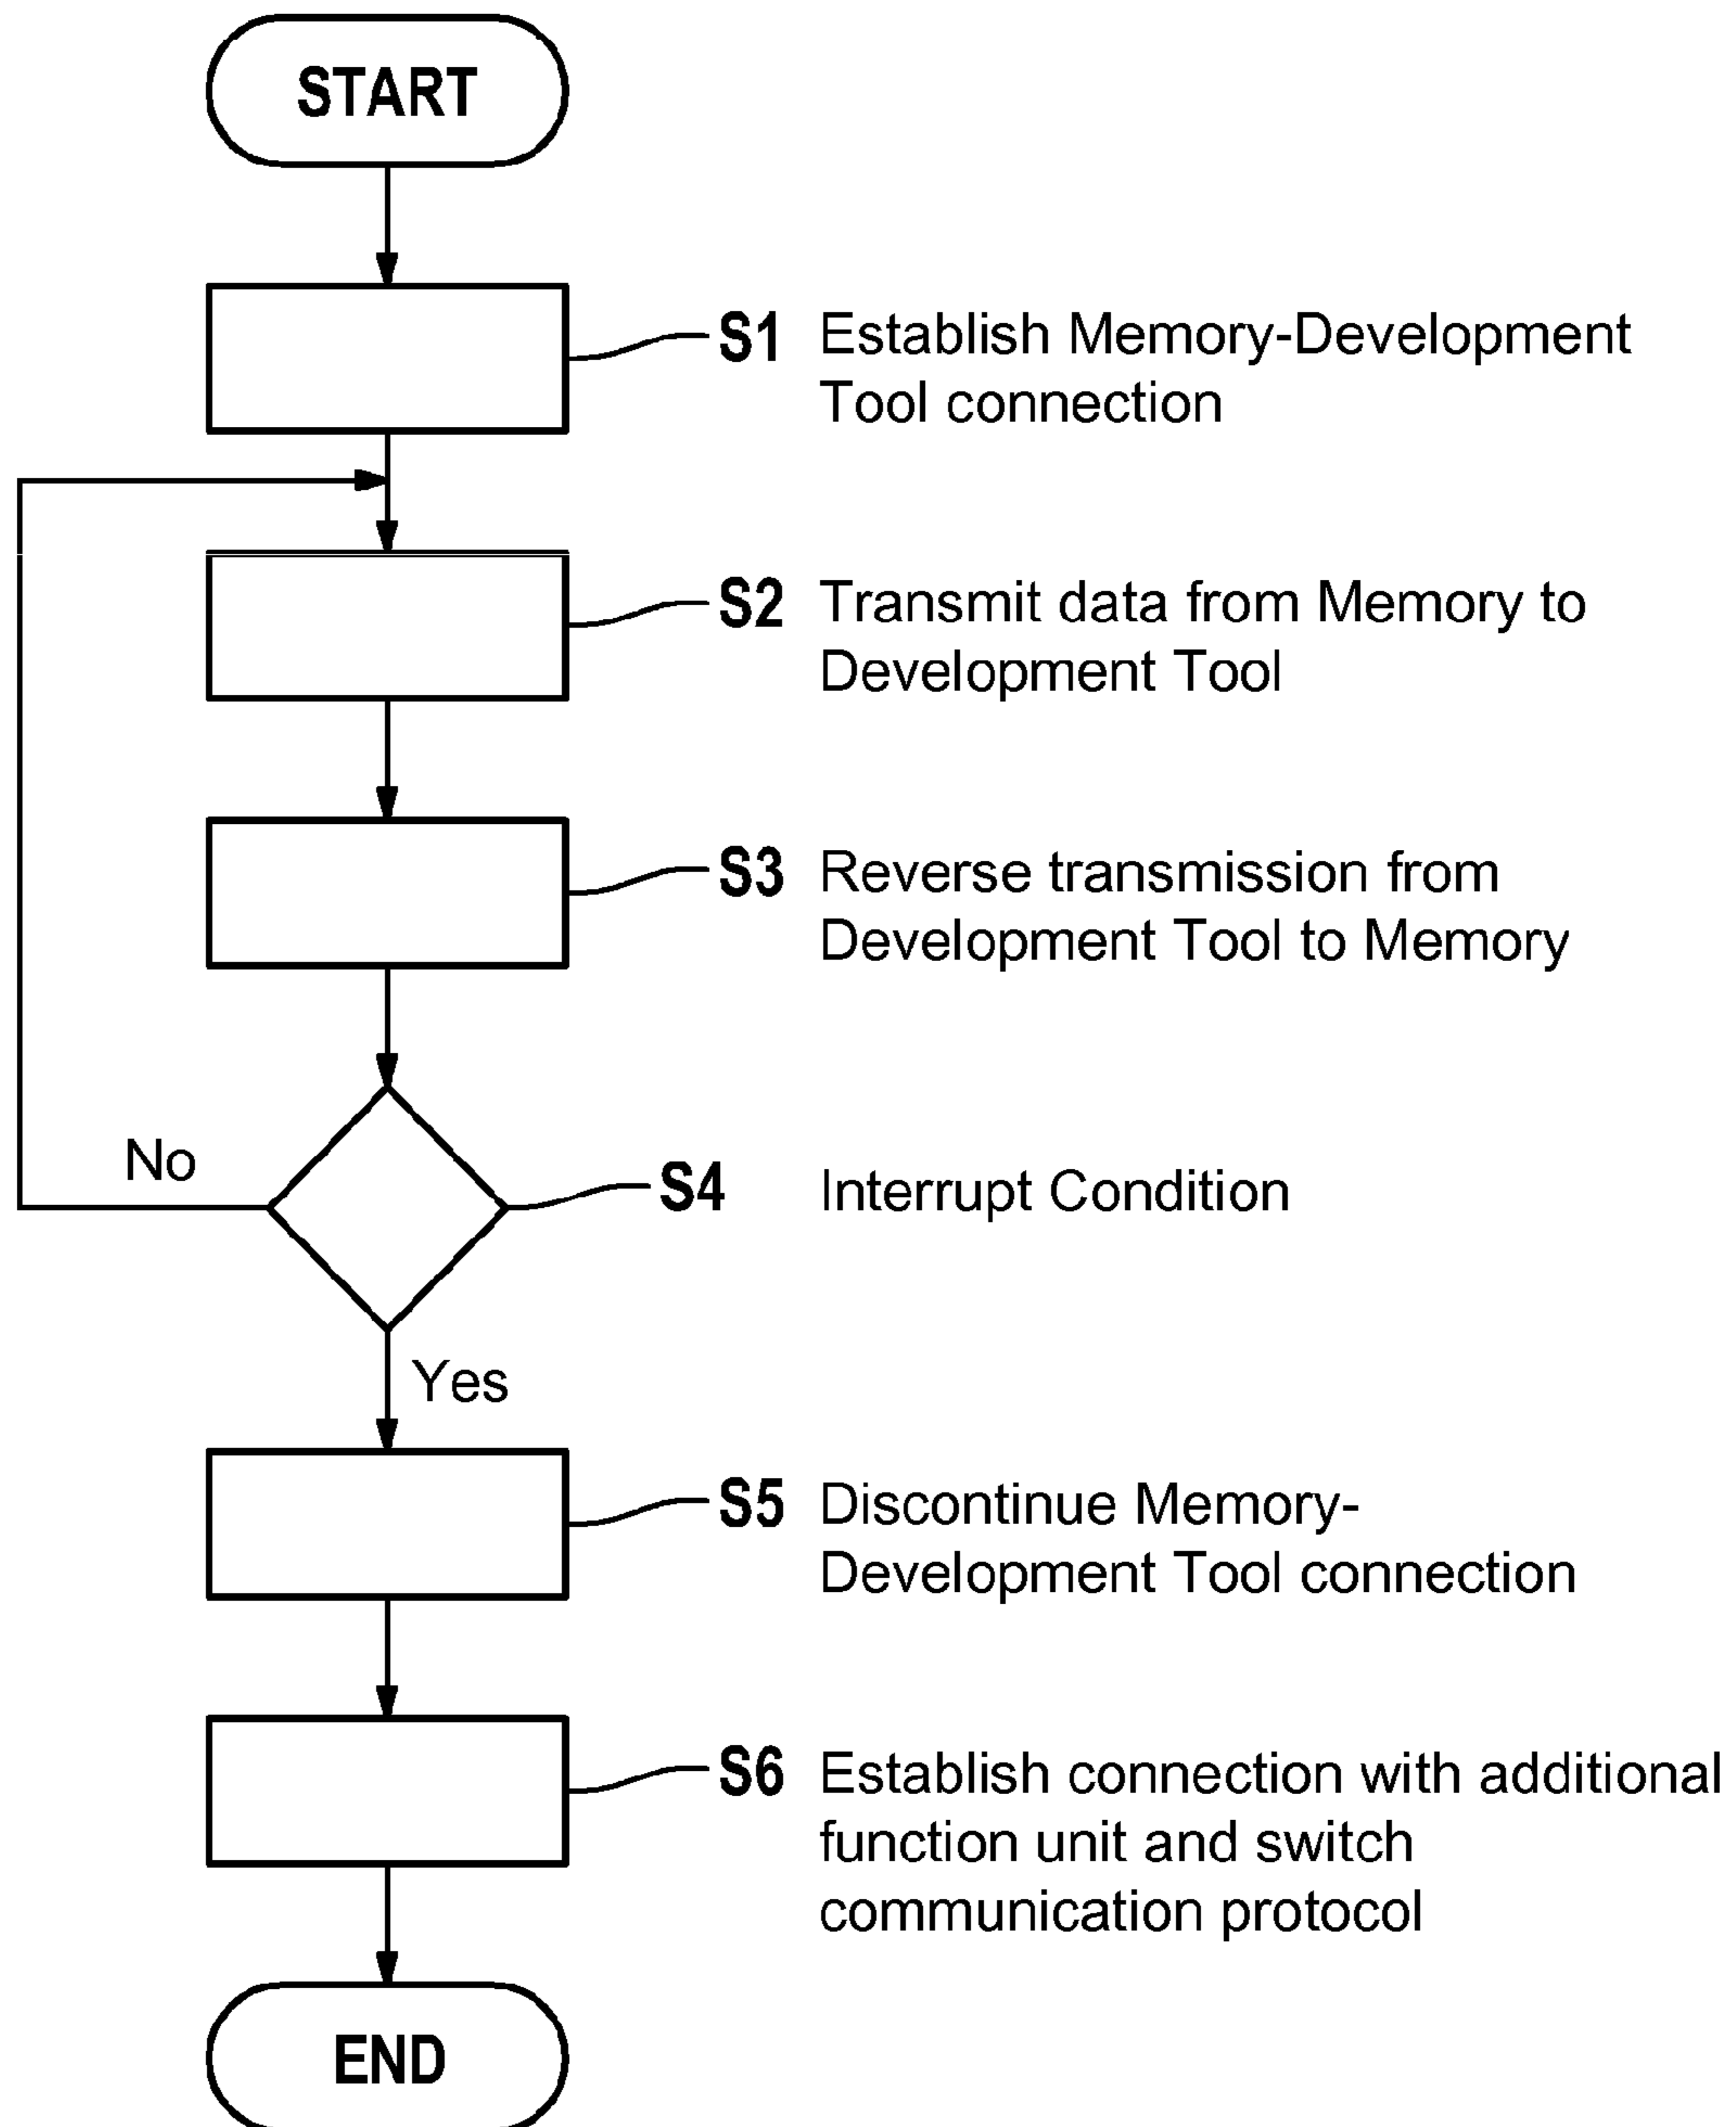 START
S1 Establish Memory-Development
Tool connection
S2 Transmit data from Memory to
Development Tool
S3 Reverse transmission from
Development Tool to Memory
No
S4 Interrupt Condition
Yes
S5 Discontinue Memory-
Development Tool connection
S6 Establish connection with additional
function unit and switch
communication protocol
END